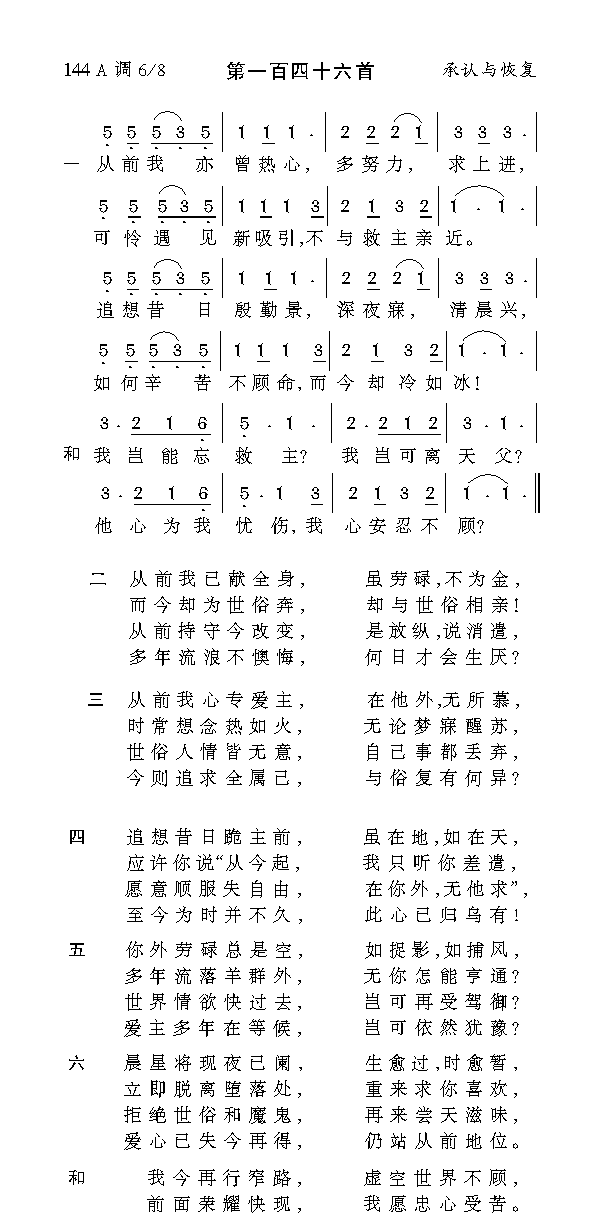 144 A 调 6/8 第一百四十六首 承认与恢复
5 5 5 3 5 | 1 1 1 · | 2 2 2 1 | 3 3 3 · |
一 从前我 亦 曾热心, 多努力, 求上进,
5 5 5 3 5 | 1 1 1 3 | 2 1 3 2 | 1 · 1 · |
可怜遇 见 新吸引,不 与救主亲近。
5 5 5 3 5 | 1 1 1 · | 2 2 2 1 | 3 3 3 · |
追想昔 日 殷勤景, 深夜寐, 清晨兴,
5 5 5 3 5 | 1 1 1 3 | 2 1 3 2 | 1 · 1 · |
如何辛 苦 不顾命,而 今却冷如冰!
3 · 2 1 6 | 5 · 1 · | 2 · 2 1 2 | 3 · 1 · |
和 我岂能忘 救 主? 我岂可离 天父?
3 · 2 1 6 | 5 · 1 3 | 2 1 3 2 | 1 · 1 · ‖
他心为我 忧伤,我 心安忍不 顾?
二 从前我已献全身, 虽劳碌,不为金,
而今却为世俗奔, 却与世俗相亲!
从前持守今改变, 是放纵,说消遣,
多年流浪不懊悔, 何日才会生厌?
三 从前我心专爱主, 在他外,无所慕,
时常想念热如火, 无论梦寐醒苏,
世俗人情皆无意, 自己事都丢弃,
今则追求全属己, 与俗复有何异?
四 追想昔日跪主前, 虽在地,如在天,
应许你说“从今起, 我只听你差遣,
愿意顺服失自由, 在你外,无他求”,
至今为时并不久, 此心已归乌有!
五 你外劳碌总是空, 如捉影,如捕风,
多年流落羊群外, 无你怎能亨通?
世界情欲快过去, 岂可再受驾御?
爱主多年在等候, 岂可依然犹豫?
六 晨星将现夜已阑, 生愈过,时愈暂,
立即脱离堕落处, 重来求你喜欢,
拒绝世俗和魔鬼, 再来尝天滋味,
爱心已失今再得, 仍站从前地位。
和 我今再行窄路, 虚空世界不顾,
前面荣耀快现, 我愿忠心受苦。